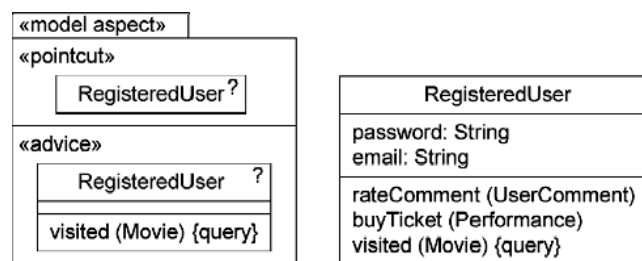 «model aspect»
«pointcut»
RegisteredUser ?
«advice»
RegisteredUser ?
visited (Movie) {query}
RegisteredUser
password: String
email: String
rateComment (UserComment)
buyTicket (Performance)
visited (Movie) {query}